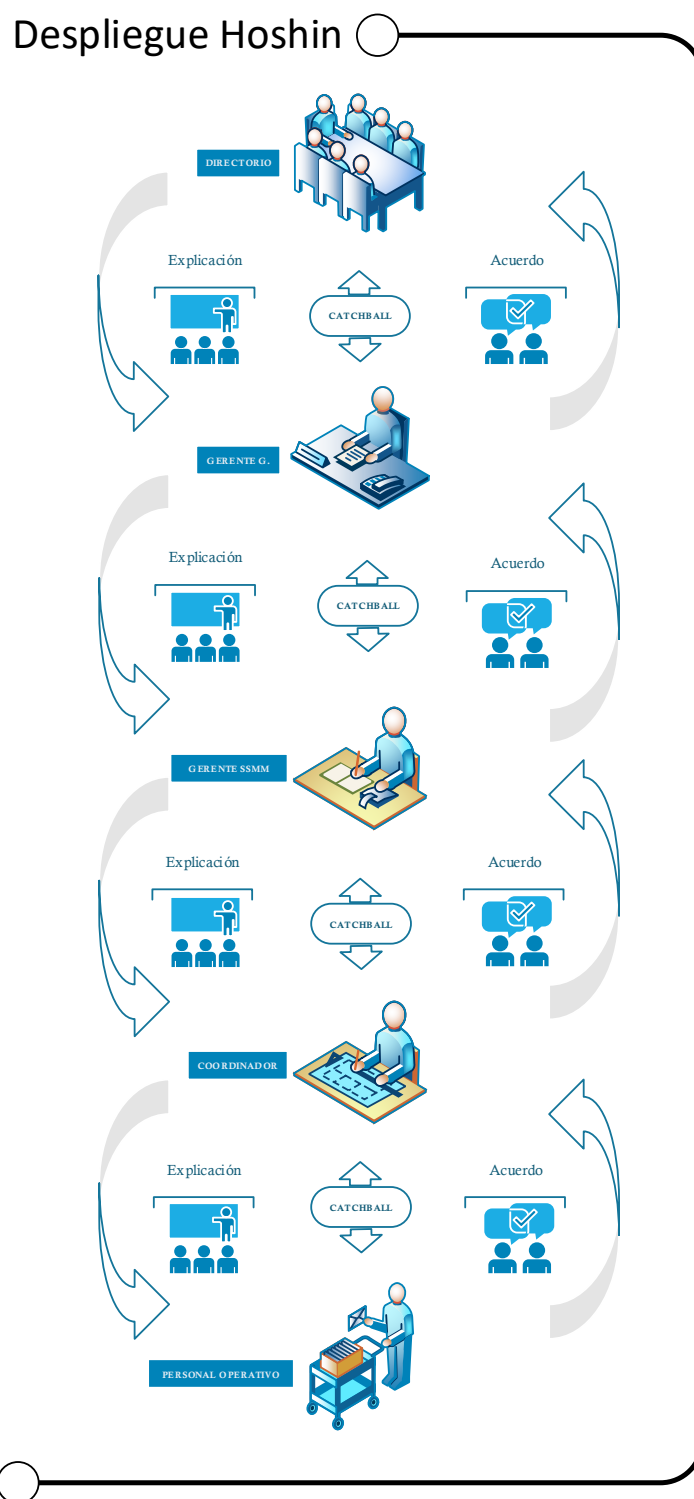 Despliegue Hoshin
DIRECTORIO
Explicación
Acuerdo
CATCHBALL
GERENTE G.
Explicación
Acuerdo
CATCHBALL
GERENTE SSMM
Explicación
Acuerdo
CATCHBALL
COORDINADOR
Explicación
Acuerdo
CATCHBALL
PERSONAL OPERATIVO